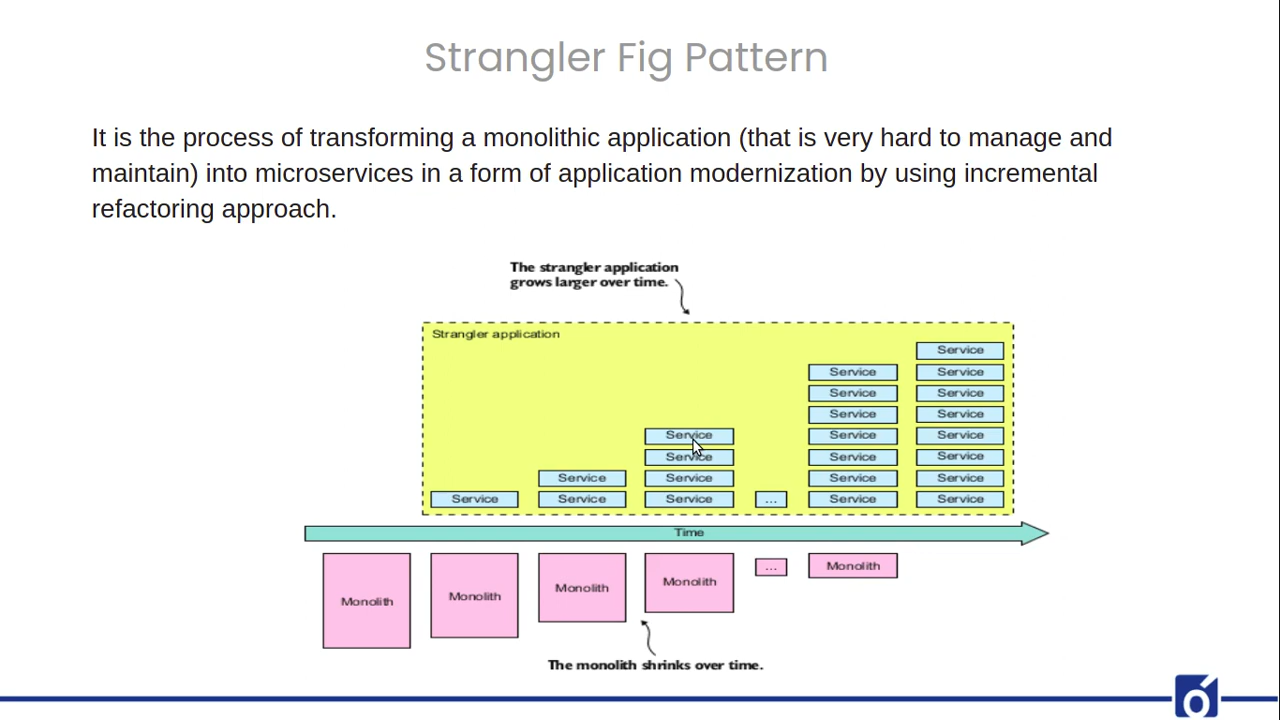 Strangler Fig Pattern
It is the process of transforming a monolithic application (that is very hard to manage and
maintain) into microservices in a form of application modernization by using incremental
refactoring approach.
The strangler application
grows larger over time.
Strangler application
Service
Service Service
Service Service
Service Service
Service Service
Service Service Service
Service Service Service
Service Service Service Service
Service Service Service ... Service Service
Time
Monolith Monolith Monolith Monolith ... Monolith
The monolith shrinks over time.